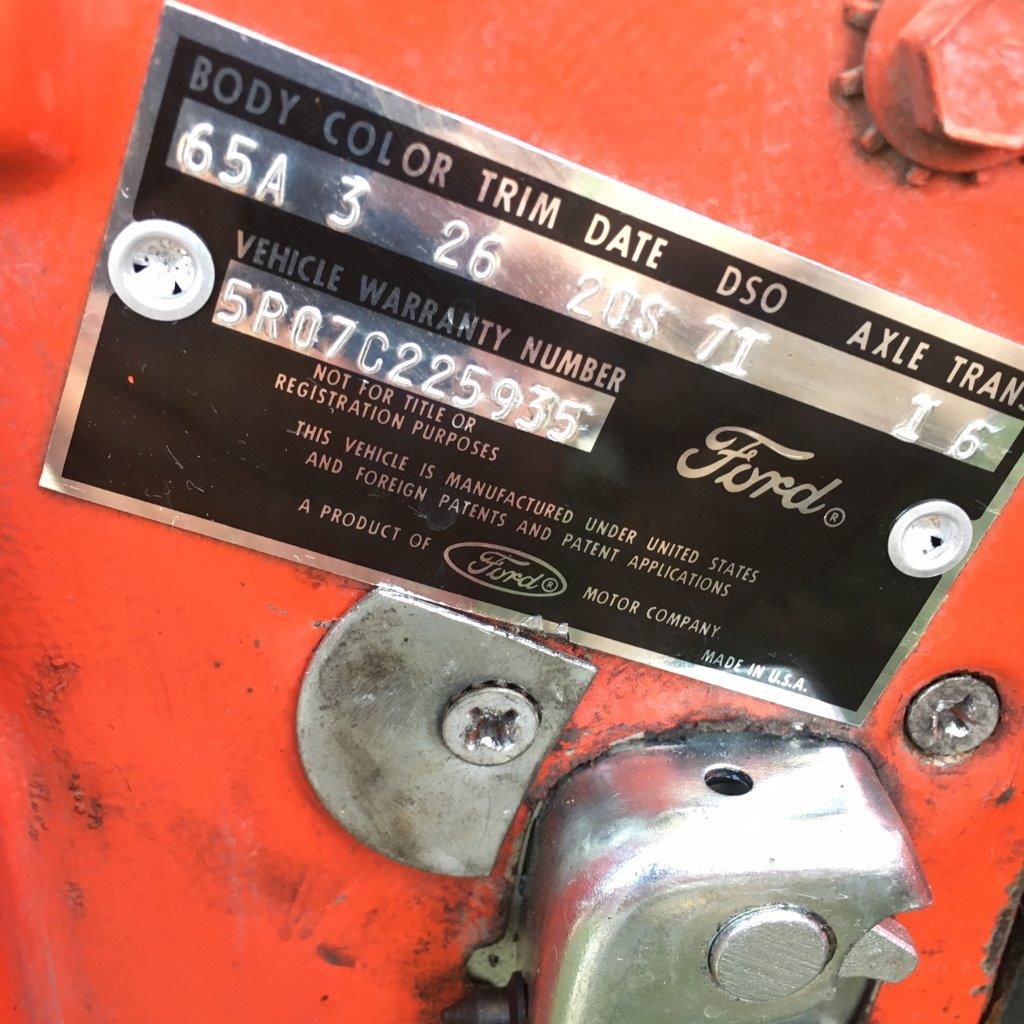 BODY COLOR TRIM DATE DSO AXLE TRANS
65A 3 26 20S 71 1 6
VEHICLE WARRANTY NUMBER
5R07C225935
NOT FOR TITLE OR
REGISTRATION PURPOSES
Ford®
THIS VEHICLE IS MANUFACTURED UNDER UNITED STATES
AND FOREIGN PATENTS AND PATENT APPLICATIONS
A PRODUCT OF Ford® MOTOR COMPANY
MADE IN U.S.A.